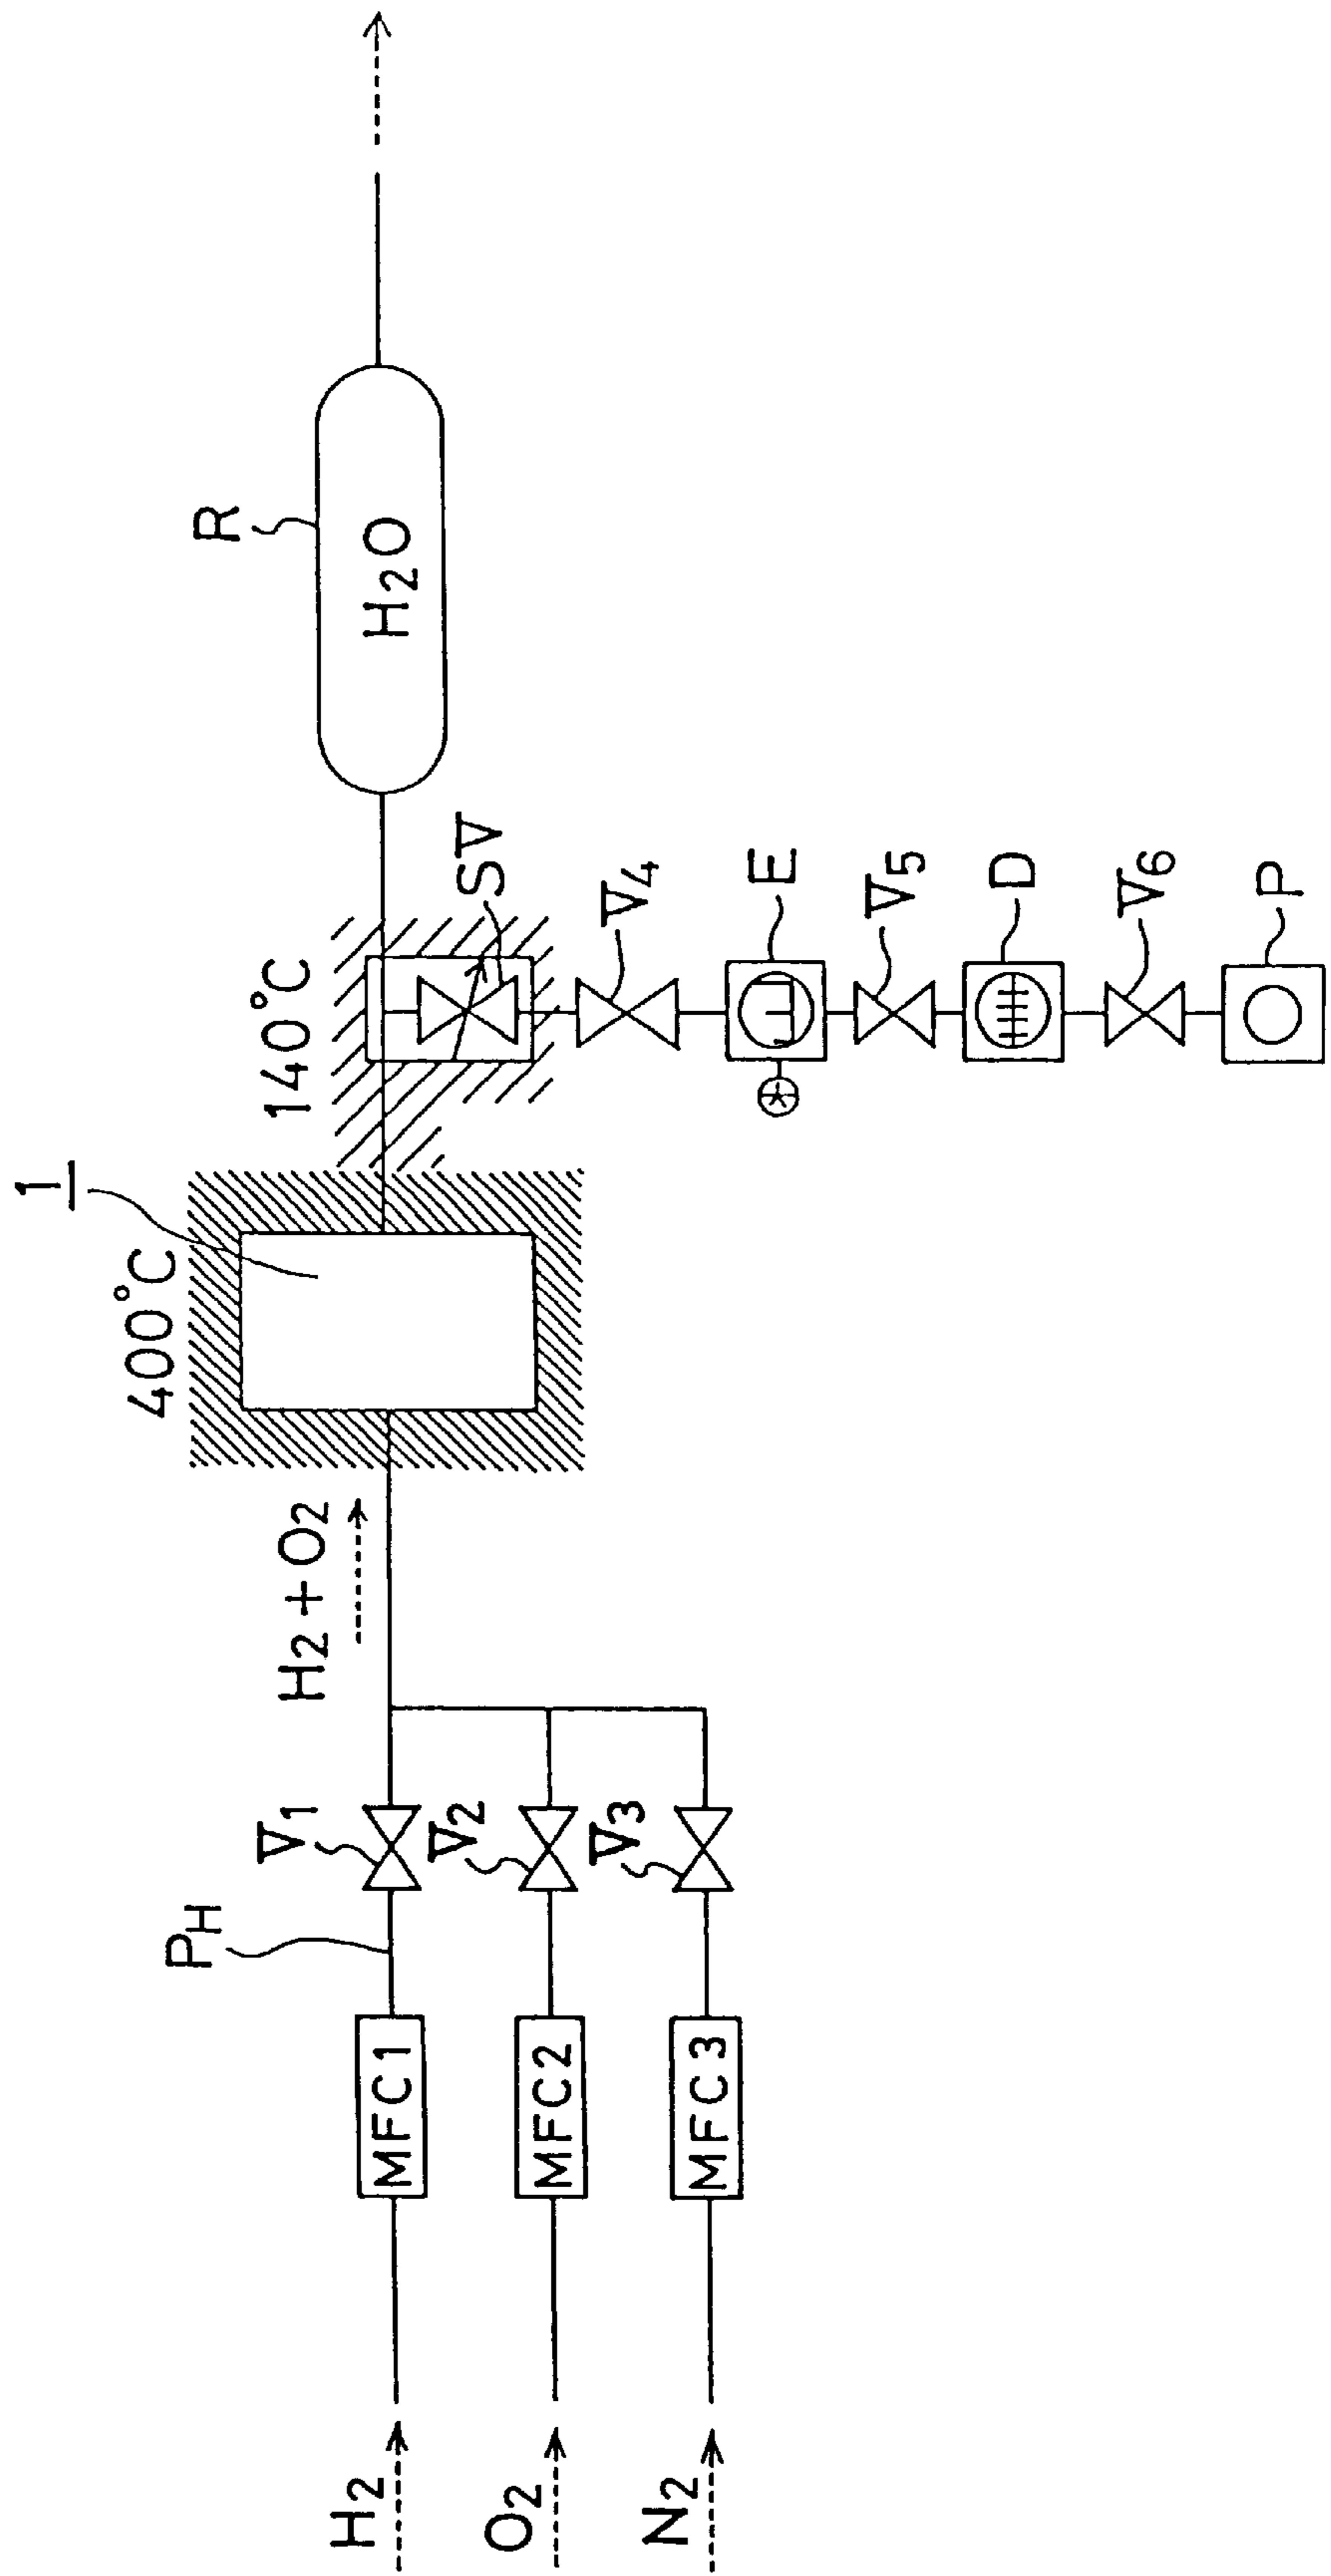 1
400°C
140°C
R
H2O
H2+O2
SV
PH
V1
V2
V3
V4
E
V5
D
V6
P
H2
MFC1
O2
MFC2
N2
MFC3